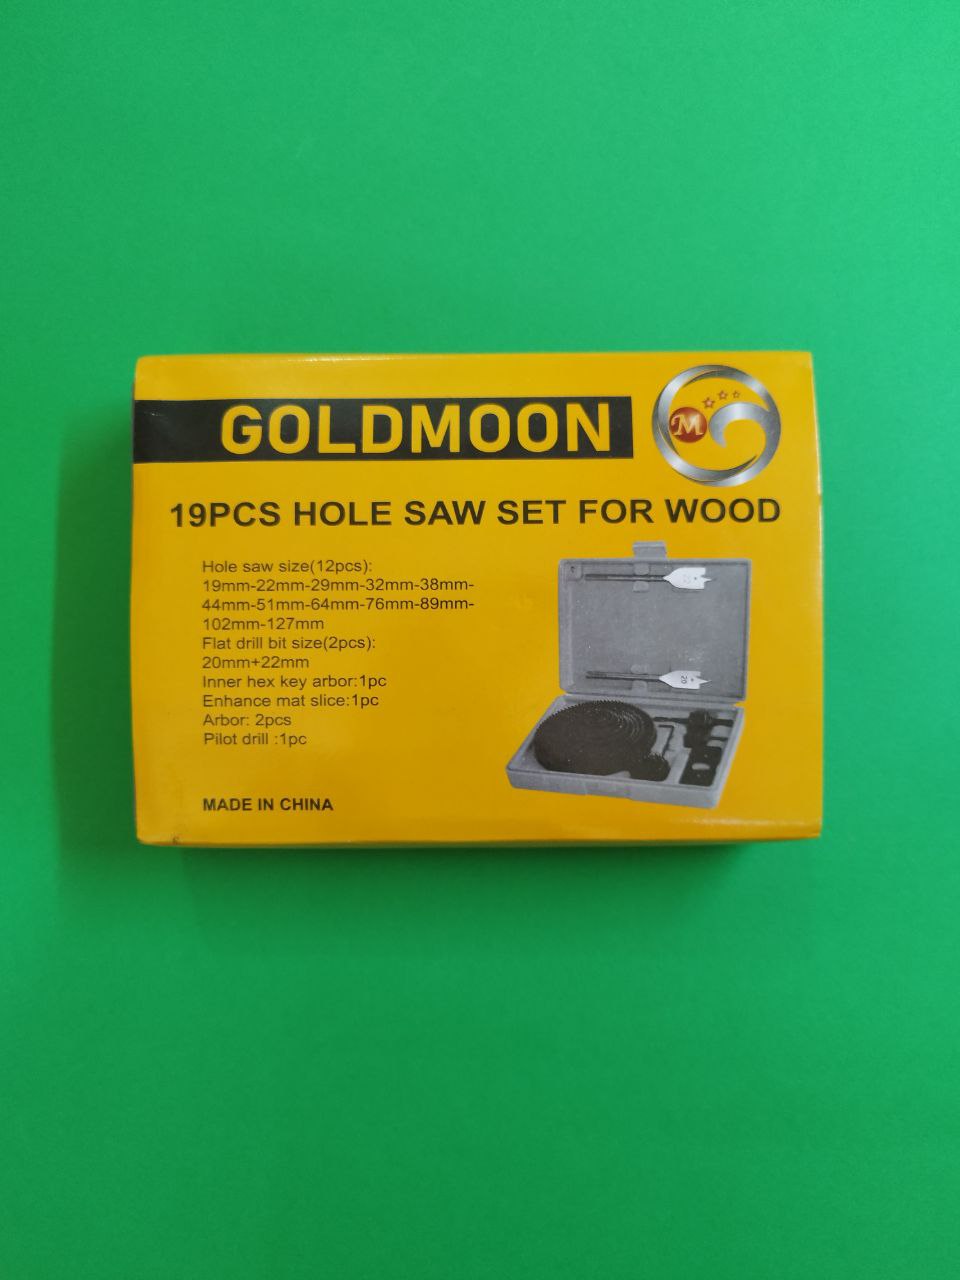 GOLDMOON
M
19PCS HOLE SAW SET FOR WOOD
Hole saw size(12pcs):
19mm-22mm-29mm-32mm-38mm-
44mm-51mm-64mm-76mm-89mm-
102mm-127mm
Flat drill bit size(2pcs):
20mm+22mm
Inner hex key arbor:1pc
Enhance mat slice:1pc
Arbor: 2pcs
Pilot drill :1pc
MADE IN CHINA